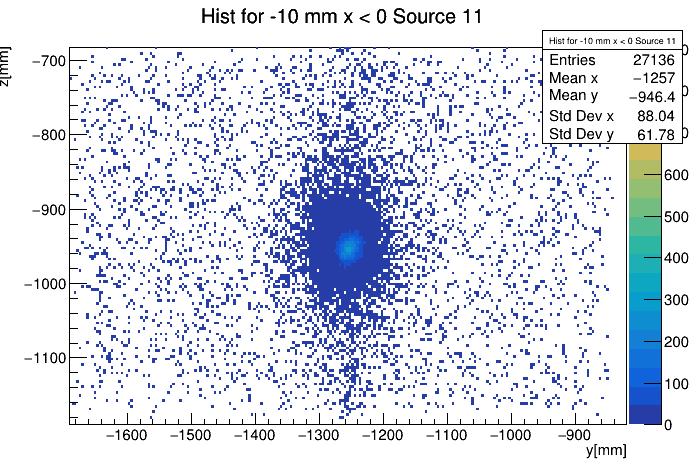 Hist for -10 mm x < 0 Source 11
Hist for -10 mm x < 0 Source 11
Entries 27136
Mean x −1257
Mean y −946.4
Std Dev x 88.04
Std Dev y 61.78
z[mm]
−700
−800
−900
−1000
−1100
−1600 −1500 −1400 −1300 −1200 −1100 −1000 −900
y[mm]
600
500
400
300
200
100
0